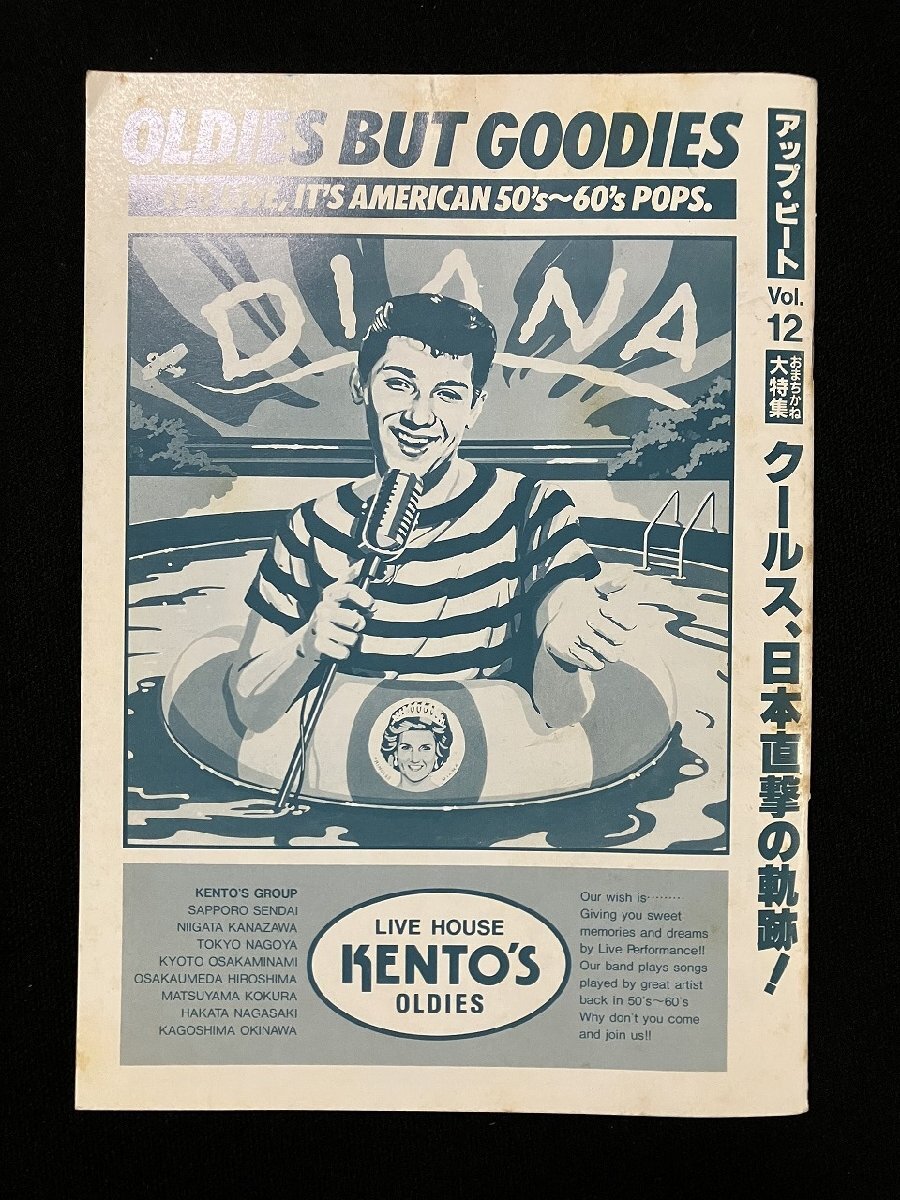 OLDIES BUT GOODIES
LIVE, IT'S AMERICAN 50's~60's POPS.
DIANA
アップ・ビート
Vol.
12
おまちかね
大特集
クールス、日本直撃の軌跡!
KENTO'S GROUP
SAPPORO SENDAI
NIIGATA KANAZAWA
TOKYO NAGOYA
KYOTO OSAKAMINAMI
OSAKAUMEDA HIROSHIMA
MATSUYAMA KOKURA
HAKATA NAGASAKI
KAGOSHIMA OKINAWA
LIVE HOUSE
KENTO'S
OLDIES
Our wish is·········
Giving you sweet
memories and dreams
by Live Performance!!
Our band plays songs
played by great artist
back in 50's~60's
Why don't you come
and join us!!